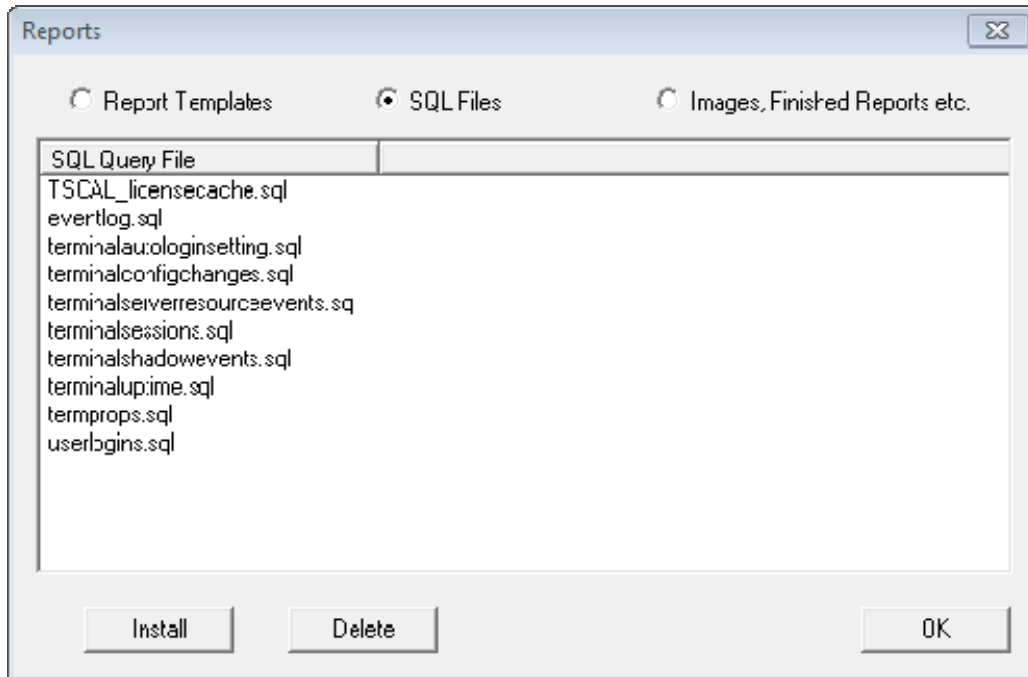 Reports
Report Templates
SQL Files
Images, Finished Reports etc.
SQL Query File
TSCAL_licensecache.sql
eventlog.sql
terminalautologinsetting.sql
terminalconfigchanges.sql
terminalserverresourceevents.sq
terminalsessions.sql
terminalshadowevents.sql
terminaluptime.sql
termprops.sql
userlogins.sql
Install
Delete
OK